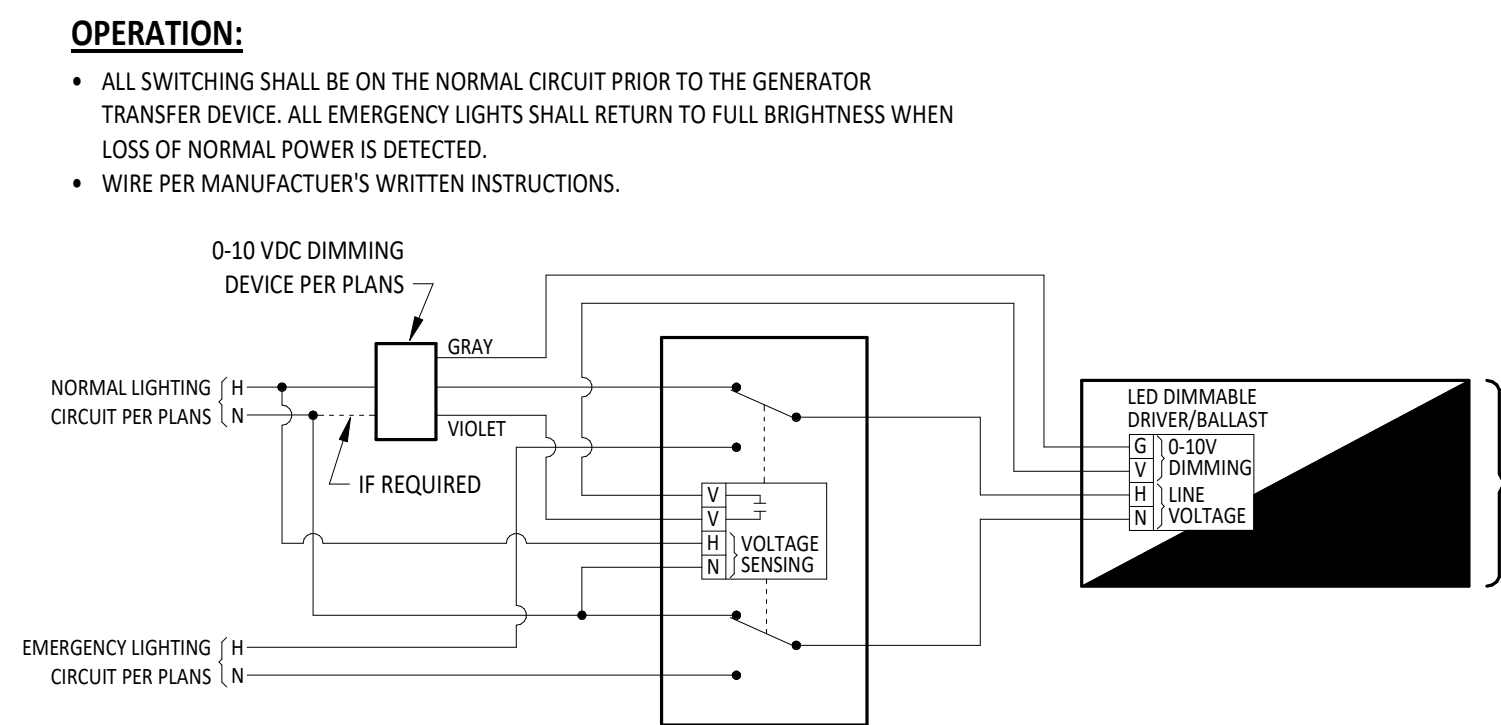 OPERATION:
• ALL SWITCHING SHALL BE ON THE NORMAL CIRCUIT PRIOR TO THE GENERATOR
TRANSFER DEVICE. ALL EMERGENCY LIGHTS SHALL RETURN TO FULL BRIGHTNESS WHEN
LOSS OF NORMAL POWER IS DETECTED.
• WIRE PER MANUFACTUER'S WRITTEN INSTRUCTIONS.
0-10 VDC DIMMING
DEVICE PER PLANS
GRAY
NORMAL LIGHTING H
CIRCUIT PER PLANS N
VIOLET
IF REQUIRED
V
V
H VOLTAGE
N SENSING
LED DIMMABLE
DRIVER/BALLAST
G 0-10V
V DIMMING
H LINE
N VOLTAGE
EMERGENCY LIGHTING H
CIRCUIT PER PLANS N